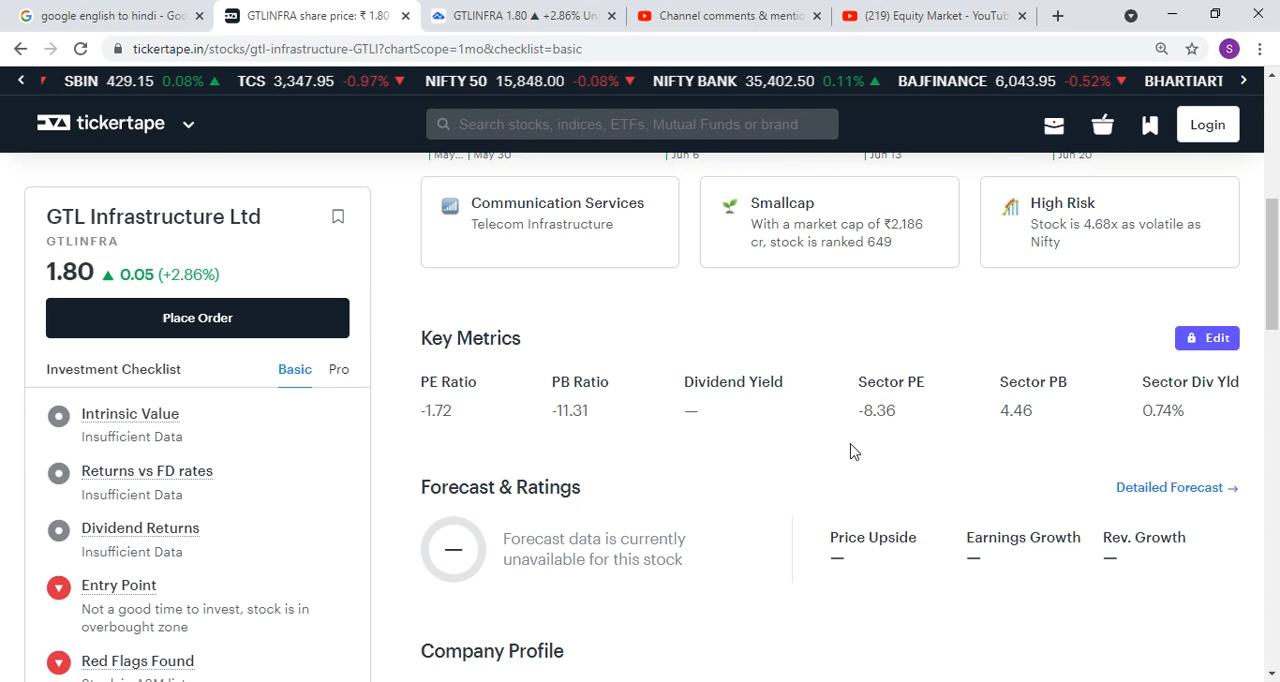 google english to hindi - Goo
GTLINFRA share price: ₹ 1.80
GTLINFRA 1.80 ▲ +2.86% Un
Channel comments & mentio
(219) Equity Market - YouTub
tickertape.in/stocks/gtl-infrastructure-GTLI?chartScope=1mo&checklist=basic
S
SBIN 429.15 0.08% ▲ TCS 3,347.95 -0.97% ▼ NIFTY 50 15,848.00 -0.08% ▼ NIFTY BANK 35,402.50 0.11% ▲ BAJFINANCE 6,043.95 -0.52% ▼ BHARTIART
tickertape
Search stocks, indices, ETFs, Mutual Funds or brand
Login
May... May 30 Jun 6 Jun 13 Jun 20
GTL Infrastructure Ltd
GTLINFRA
1.80 ▲ 0.05 (+2.86%)
Place Order
Investment Checklist Basic Pro
Intrinsic Value
Insufficient Data
Returns vs FD rates
Insufficient Data
Dividend Returns
Insufficient Data
Entry Point
Not a good time to invest, stock is in
overbought zone
Red Flags Found
Communication Services
Telecom Infrastructure
Smallcap
With a market cap of ₹2,186
cr, stock is ranked 649
High Risk
Stock is 4.68x as volatile as
Nifty
Key Metrics
Edit
PE Ratio PB Ratio Dividend Yield Sector PE Sector PB Sector Div Yld
-1.72 -11.31 — -8.36 4.46 0.74%
Forecast & Ratings
Detailed Forecast →
—
Forecast data is currently
unavailable for this stock
Price Upside Earnings Growth Rev. Growth
— — —
Company Profile